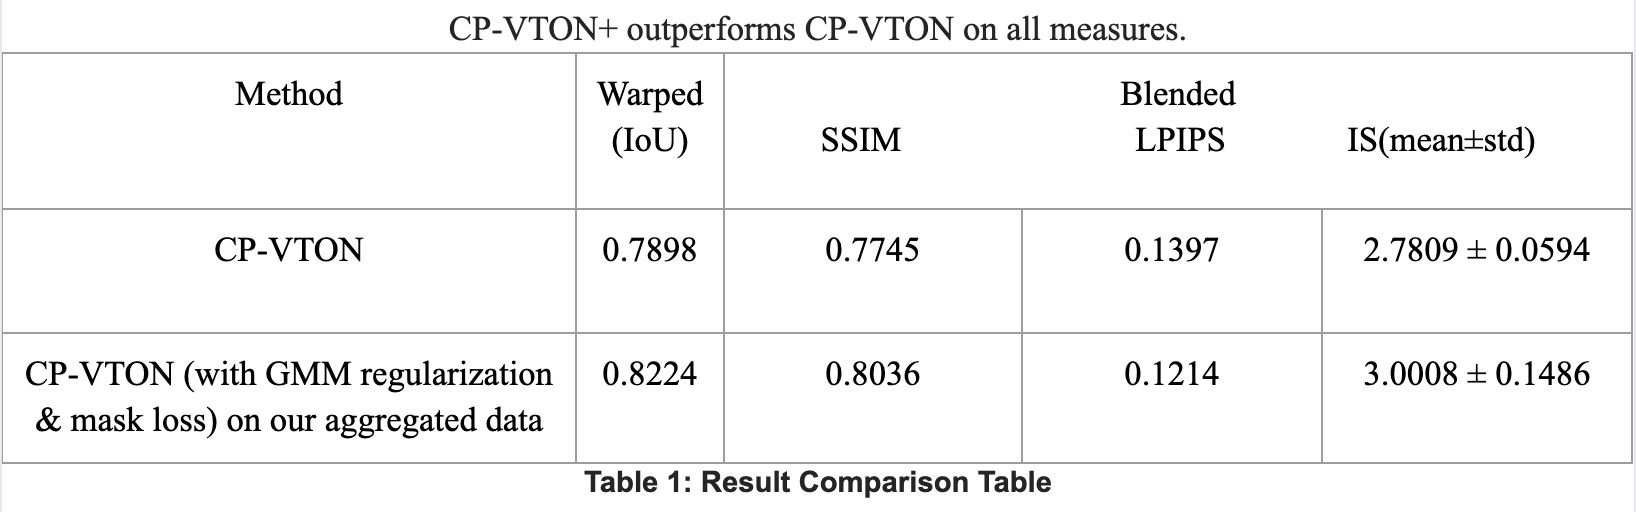 CP-VTON+ outperforms CP-VTON on all measures.
Method
Warped
(IoU)
Blended
SSIM LPIPS IS(mean±std)
CP-VTON 0.7898 0.7745 0.1397 2.7809 ± 0.0594
CP-VTON (with GMM regularization
& mask loss) on our aggregated data
0.8224 0.8036 0.1214 3.0008 ± 0.1486
Table 1: Result Comparison Table